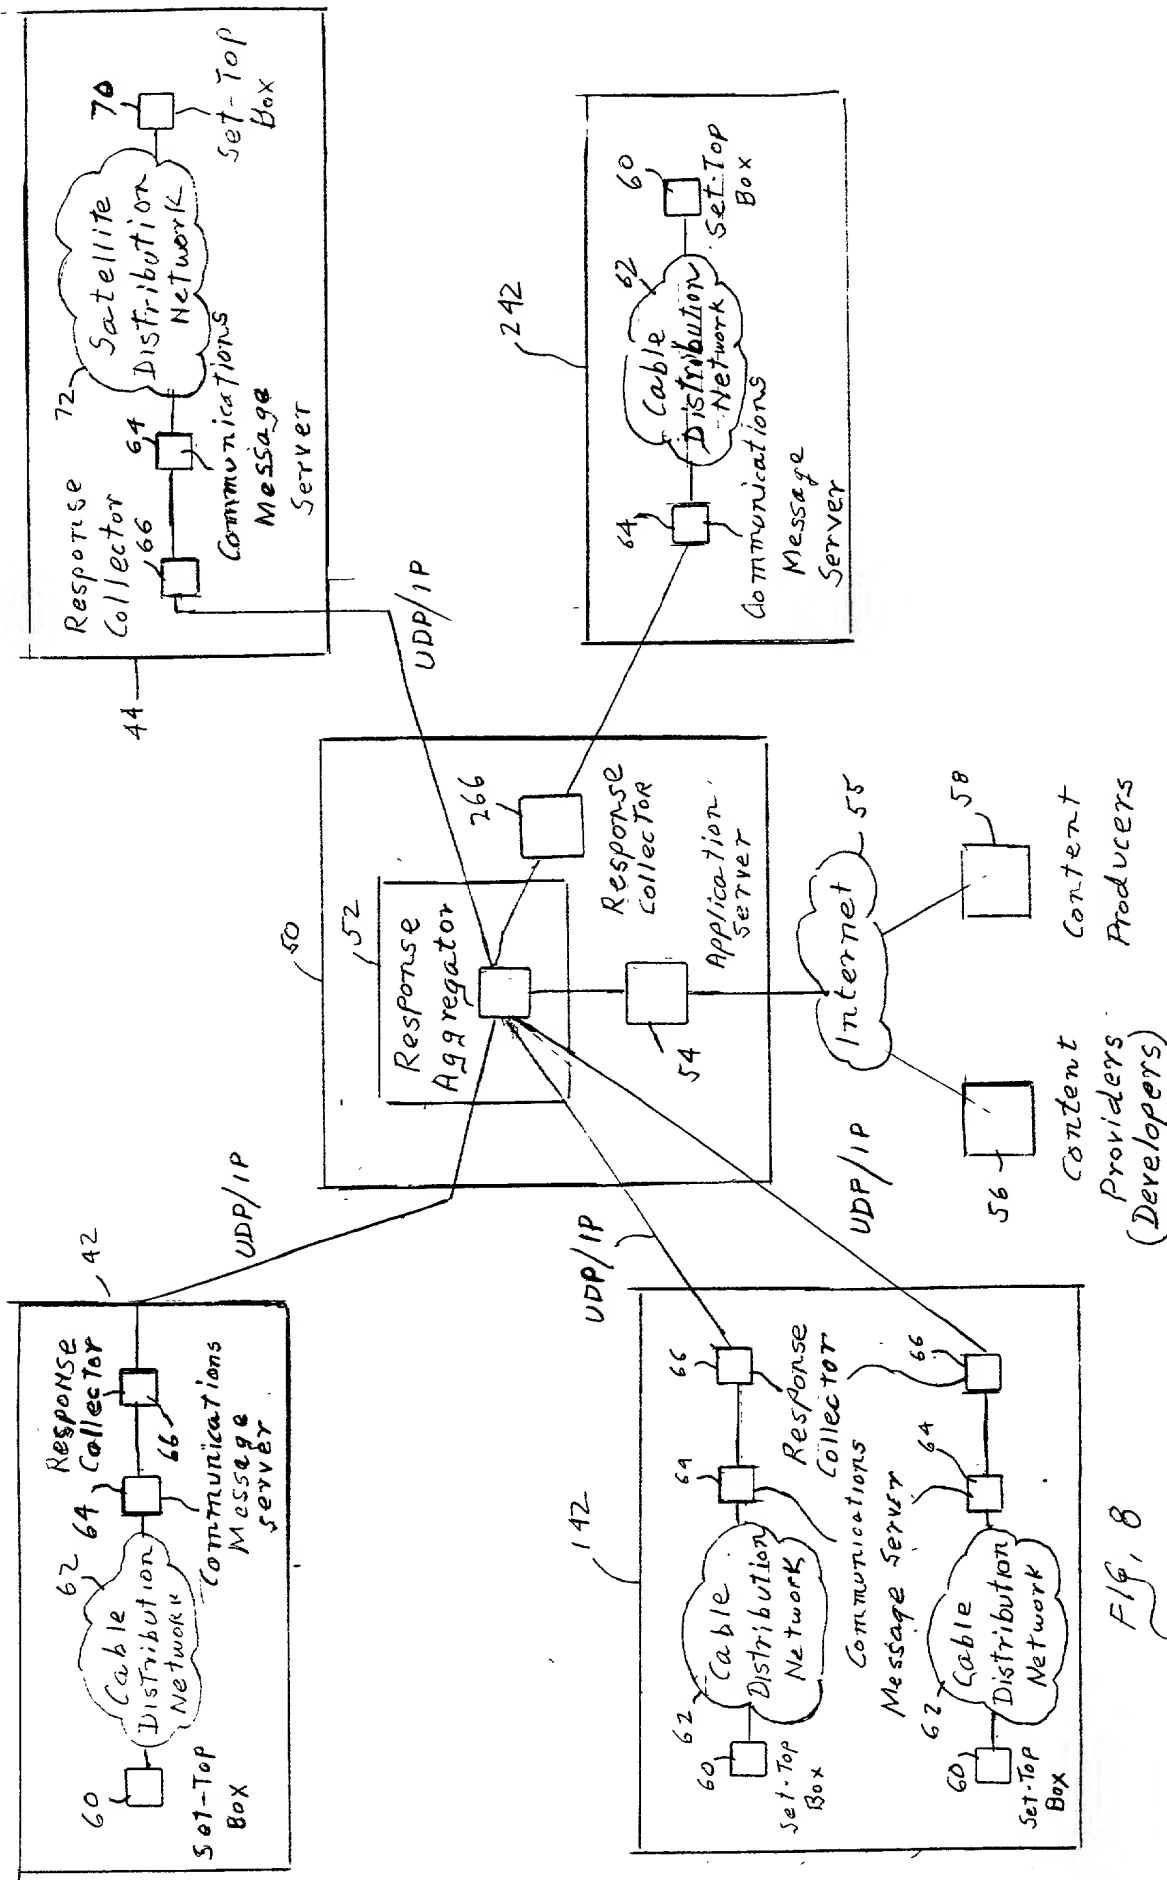 60
Set-Top
Box
Cable
Distribution
Network
62
64
Response
Collector
66
Communications
Message
Server
42
UDP/IP
Response
Collector
66
44
64
72
Satellite
Distribution
Network
Communications
Message
Server
70
Set-Top
Box
UDP/IP
50
52
Response
Aggregator
266
Response
Collector
54
Application
Server
242
64
62
Cable
Distribution
Network
60
Set-Top
Box
Communications
Message
Server
142
UDP/IP
60
Set-Top
Box
62
Cable
Distribution
Network
64
66
Response
Collector
Communications
Message Server
60
Set-Top
Box
62
Cable
Distribution
Network
64
66
UDP/IP
Internet
55
56
Content
Providers
(Developers)
58
Content
Producers
FIG. 8